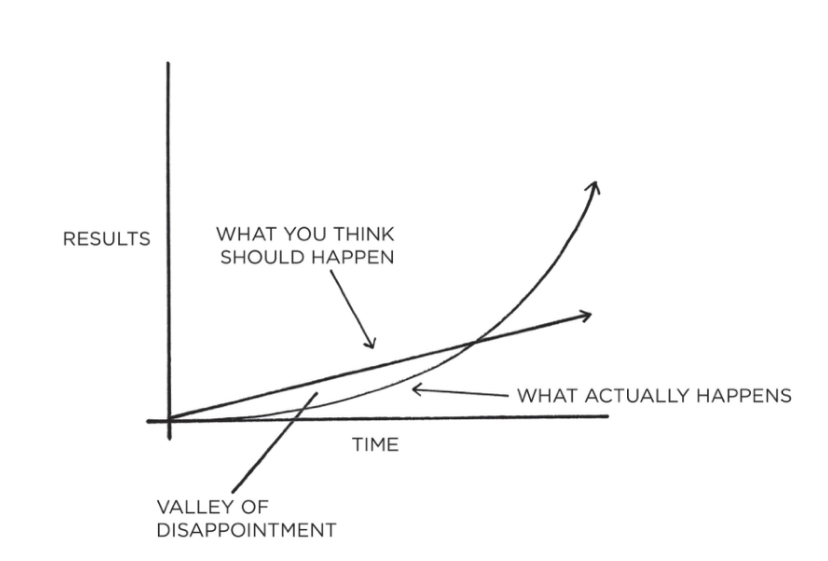 RESULTS
WHAT YOU THINK
SHOULD HAPPEN
WHAT ACTUALLY HAPPENS
TIME
VALLEY OF
DISAPPOINTMENT